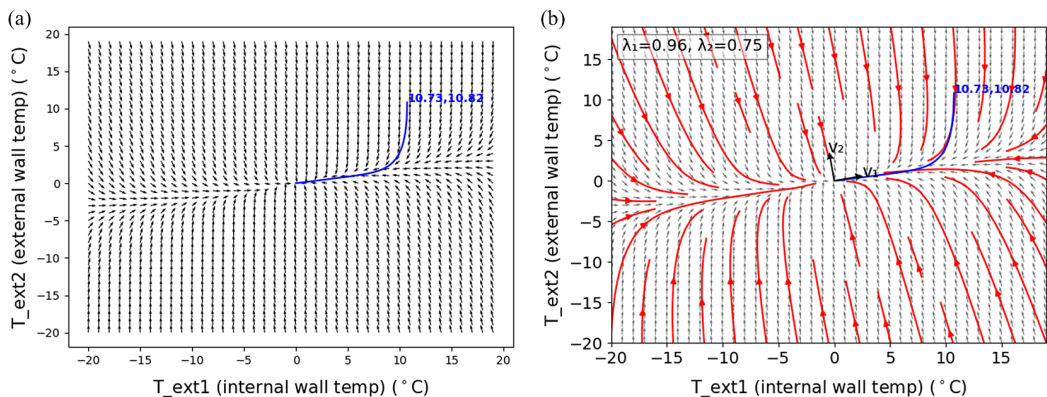 (a)
20
15
10
5
0
−5
−10
−15
−20
T_ext2 (external wall temp) (°C)
10.73,10.82
−20 −15 −10 −5 0 5 10 15 20
T_ext1 (internal wall temp) (°C)
(b)
λ₁=0.96, λ₂=0.75
15
10
5
0
−5
−10
−15
−20
T_ext2 (external wall temp) (°C)
10.73,10.82
V₂
V₁
−20 −15 −10 −5 0 5 10 15
T_ext1 (internal wall temp) (°C)